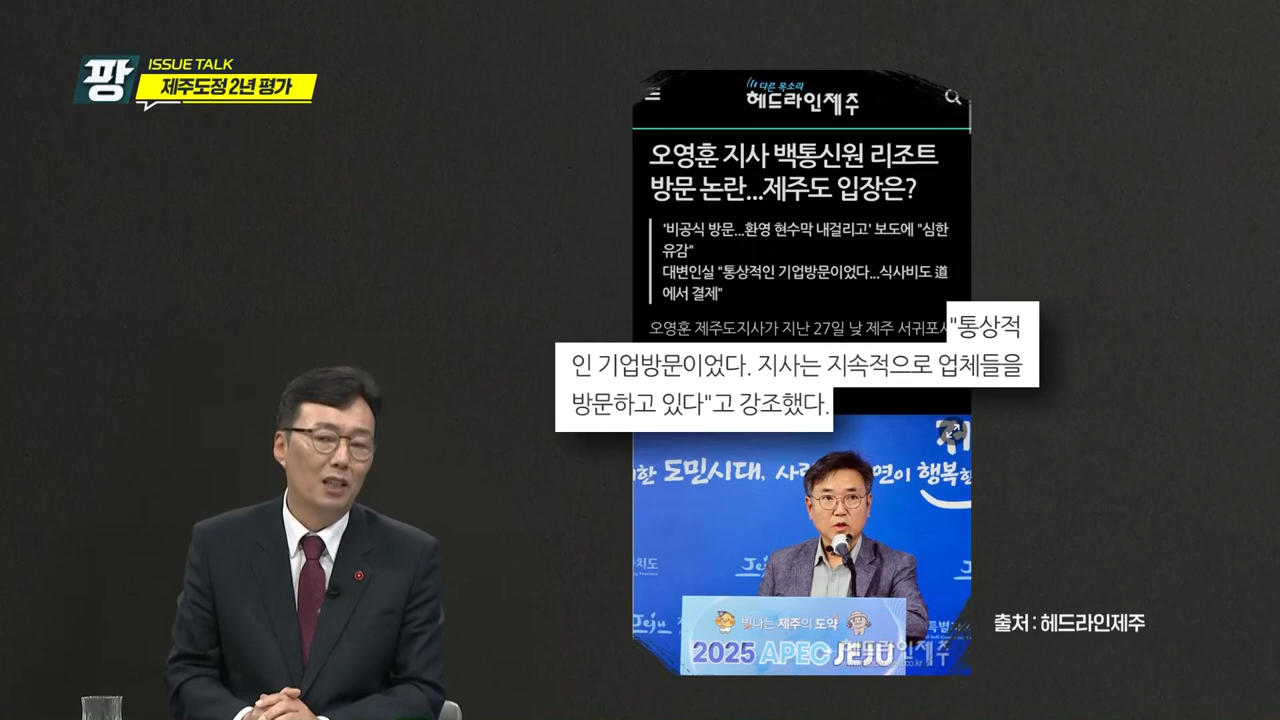 팡
ISSUE TALK
제주도정 2년 평가
다른 목소리
헤드라인제주
오영훈 지사 백통신원 리조트
방문 논란...제주도 입장은?
'비공식 방문...환영 현수막 내걸리고' 보도에 "심한
유감"
대변인실 "통상적인 기업방문이었다...식사비도 道
에서 결제"
오영훈 제주도지사가 지난 27일 낮 제주 서귀포시
"통상적
인 기업방문이었다. 지사는 지속적으로 업체들을
방문하고 있다"고 강조했다.
도민시대, 행복한
Jeju
빛나는 제주의 도약
2025 APEC JEJU
헤드라인제주
출처 : 헤드라인제주